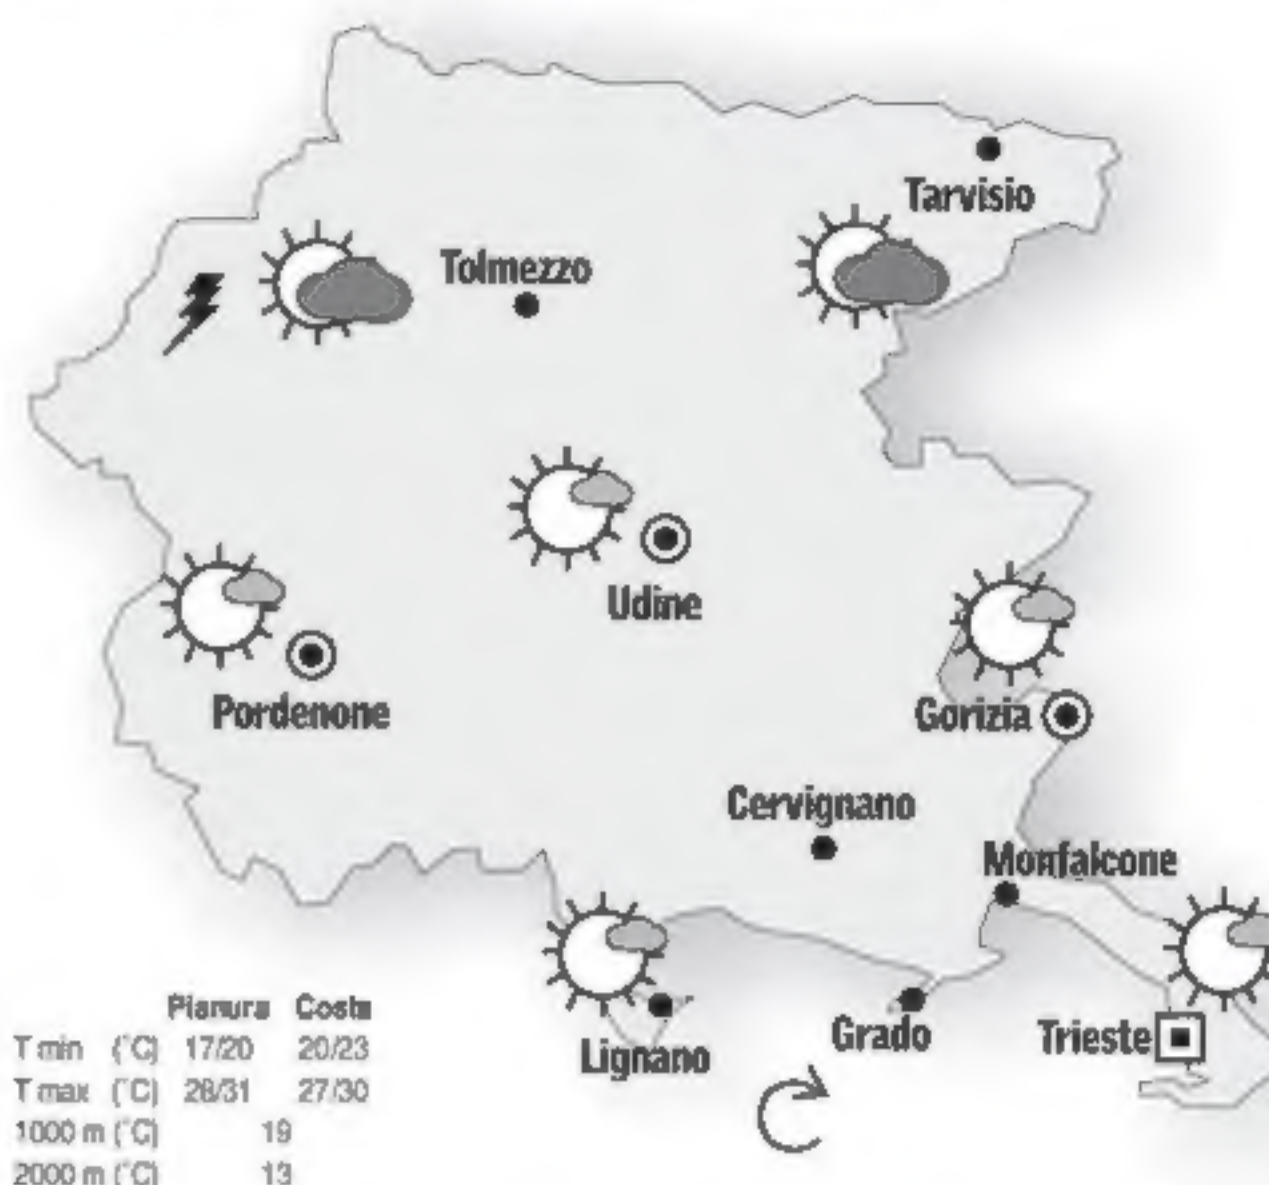 Tarvisio
Tolmezzo
Udine
Pordenone
Gorizia
Cervignano
Monfalcone
Grado
Trieste
Lignano
Pianura Costa
T min (°C) 17/20 20/23
T max (°C) 28/31 27/30
1000 m (°C) 19
2000 m (°C) 13